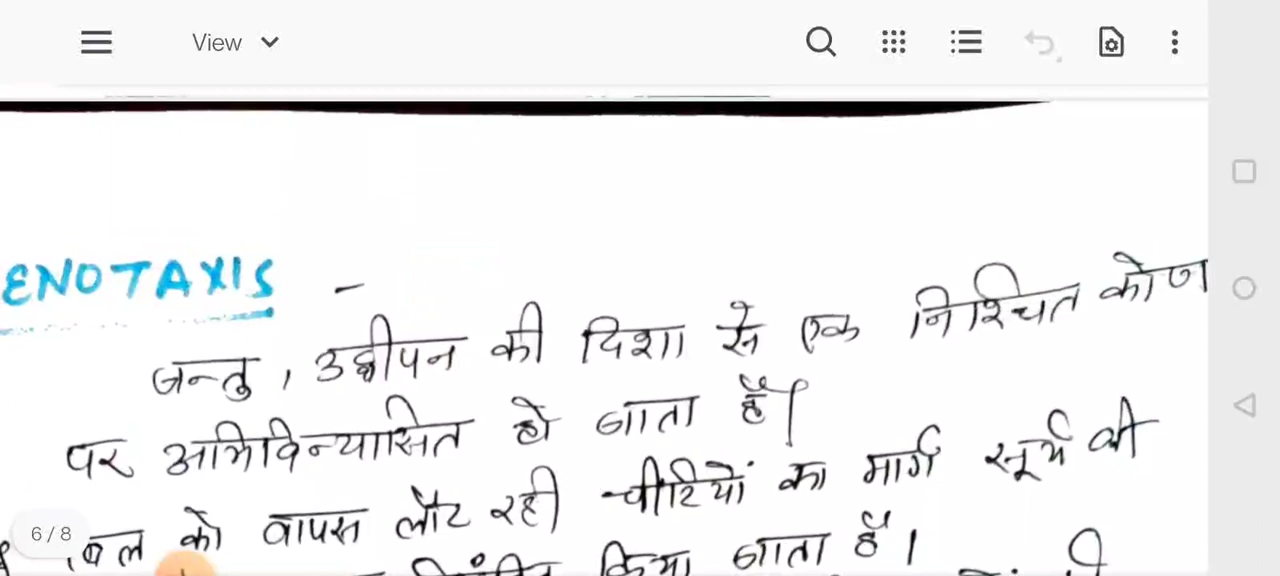 View
ENOTAXIS -
जन्तु, उद्दीपन की दिशा से एक निश्चित कोण
पर अभिविन्यासित हो जाता है|
बिल को वापस लौट रही चीटियों का मार्ग सूर्य की
किया जाता है।
6/8